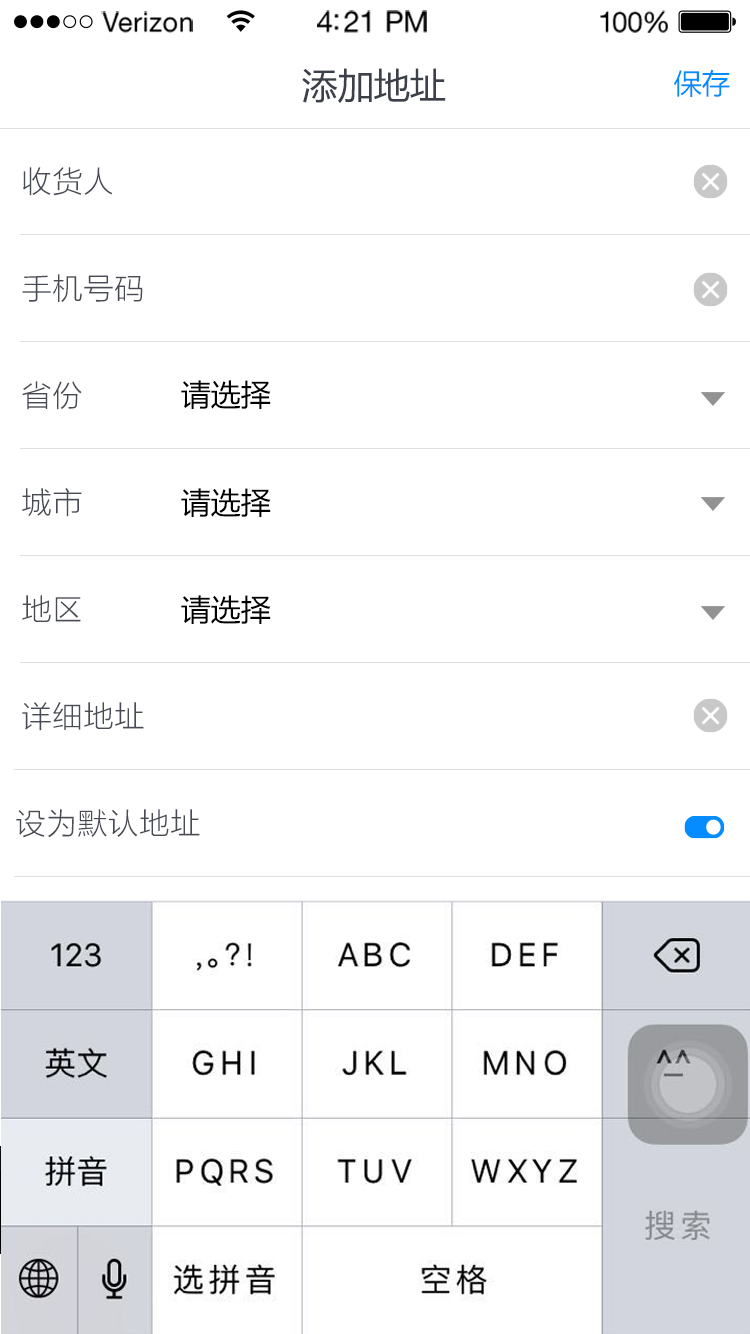 Verizon 4:21 PM 100%
添加地址 保存
收货人
手机号码
省份 请选择
城市 请选择
地区 请选择
详细地址
设为默认地址
123 ,。?! ABC DEF
英文 GHI JKL MNO ^^
拼音 PQRS TUV WXYZ
搜索
选拼音 空格